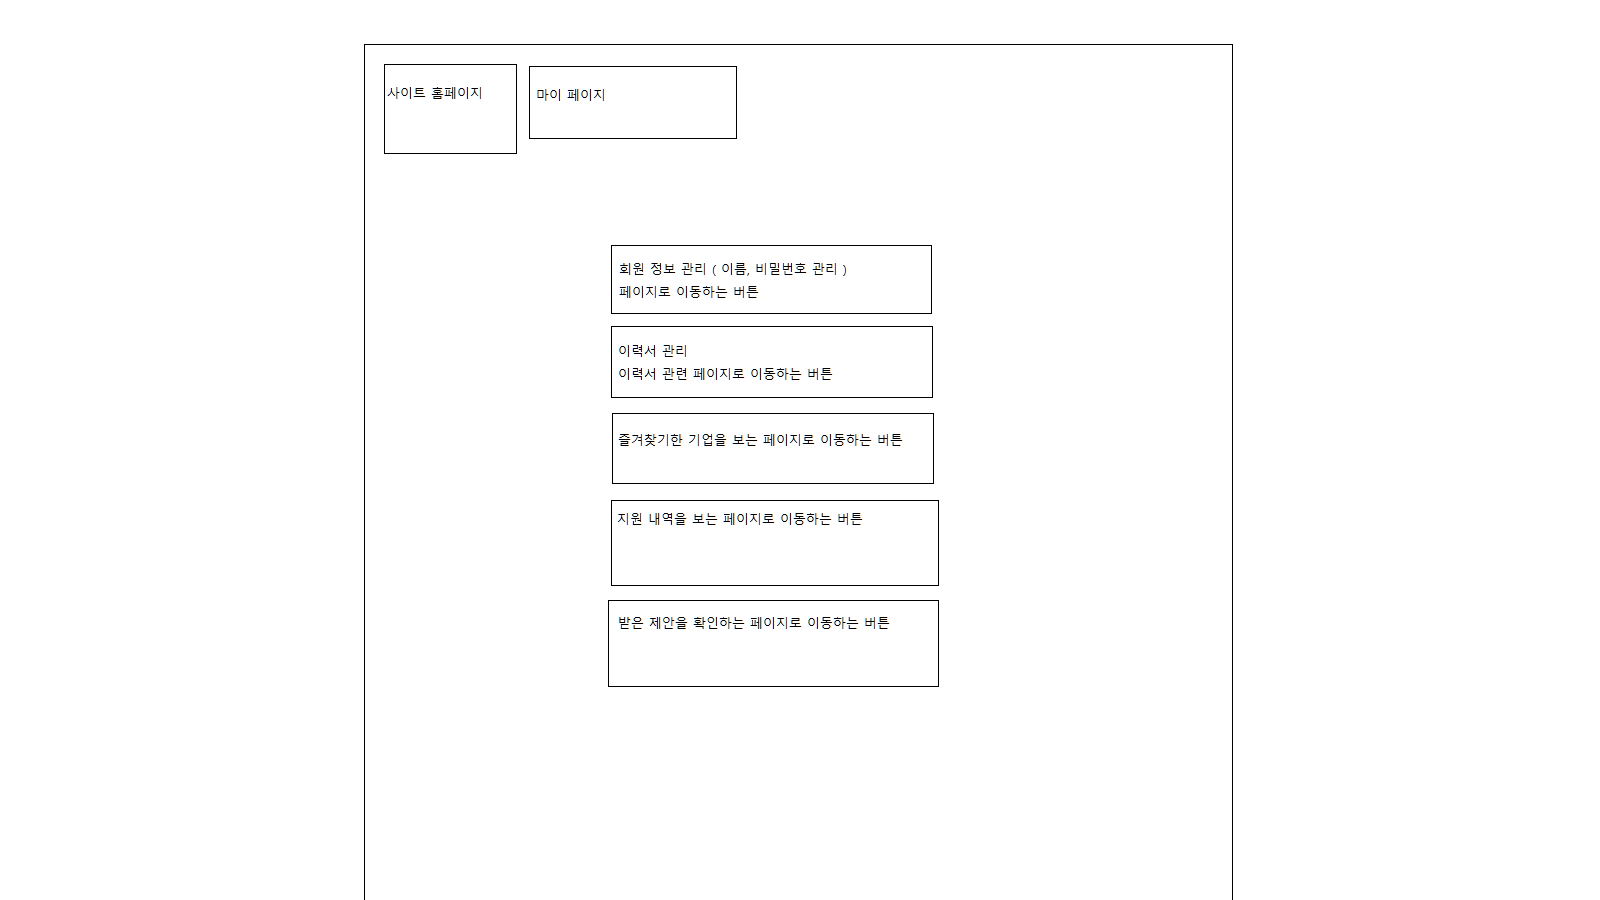 사이트 홈페이지
마이 페이지
회원 정보 관리 ( 이름, 비밀번호 관리 )
페이지로 이동하는 버튼
이력서 관리
이력서 관련 페이지로 이동하는 버튼
즐겨찾기한 기업을 보는 페이지로 이동하는 버튼
지원 내역을 보는 페이지로 이동하는 버튼
받은 제안을 확인하는 페이지로 이동하는 버튼